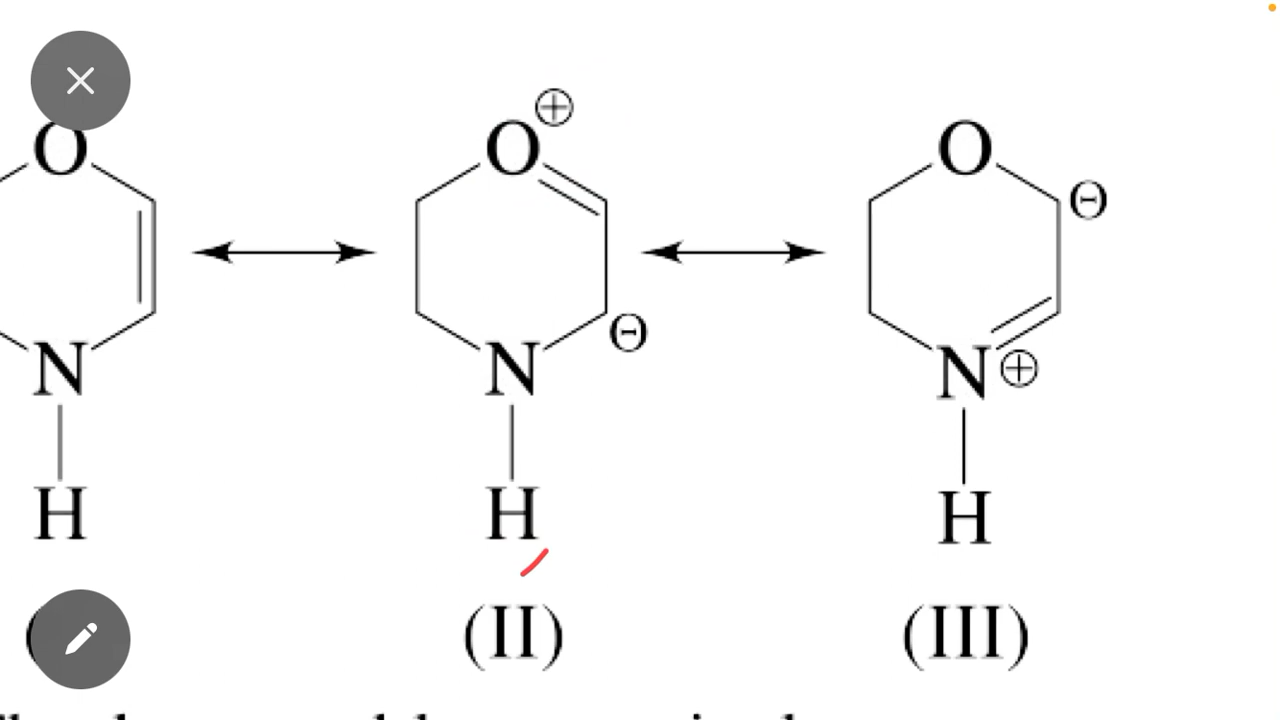 O ⊕ O
⊖
⊖
N N N ⊕
H H H
(II) (III)